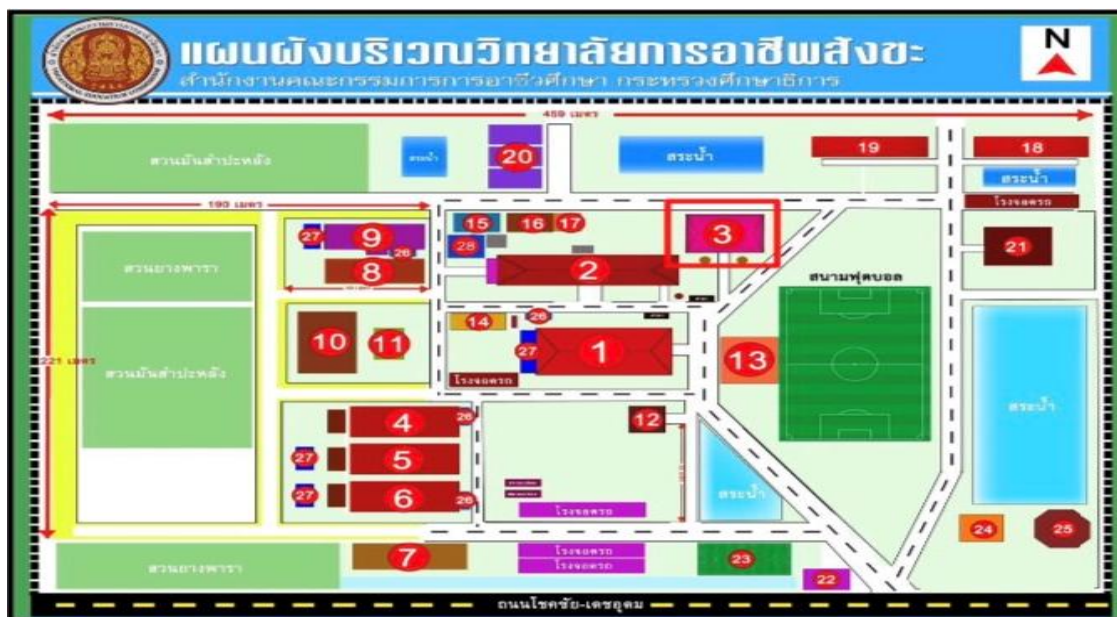 แผนผังบริเวณวิทยาลัยการอาชีพสังขะ
สำนักงานคณะกรรมการการอาชีวศึกษา กระทรวงศึกษาธิการ
N
459 เมตร
สวนมันสำปะหลัง
สระน้ำ
20
สระน้ำ
19
18
สระน้ำ
โรงจอดรถ
190 เมตร
27
9
26
8
15
16
17
28
2
3
21
สวนยางพารา
สนามฟุตบอล
10
11
14
26
27
1
13
221 เมตร
สวนมันสำปะหลัง
โรงจอดรถ
สระน้ำ
4
26
12
27
5
27
6
26
สระน้ำ
โรงจอดรถ
24
25
สวนยางพารา
7
โรงจอดรถ
โรงจอดรถ
23
22
ถนนโชคชัย-เดชอุดม